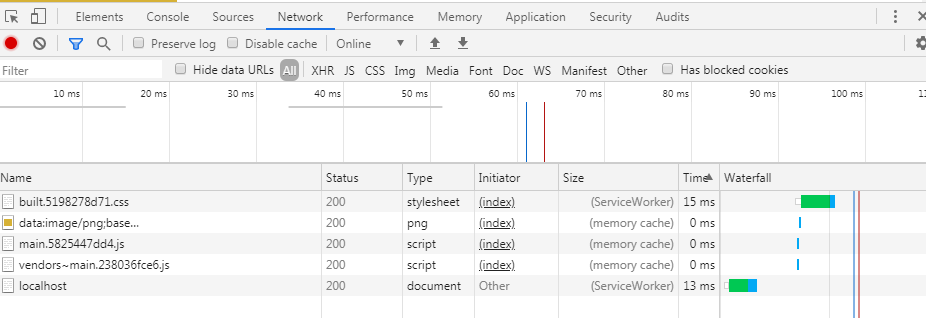 Elements Console Sources Network Performance Memory Application Security Audits
Preserve log Disable cache Online
Filter Hide data URLs All XHR JS CSS Img Media Font Doc WS Manifest Other Has blocked cookies
10 ms 20 ms 30 ms 40 ms 50 ms 60 ms 70 ms 80 ms 90 ms 100 ms 11
Name Status Type Initiator Size Time Waterfall
built.5198278d71.css 200 stylesheet (index) (ServiceWorker) 15 ms
data:image/png;base... 200 png (index) (memory cache) 0 ms
main.5825447dd4.js 200 script (index) (memory cache) 0 ms
vendors~main.238036fce6.js 200 script (index) (memory cache) 0 ms
localhost 200 document Other (ServiceWorker) 13 ms